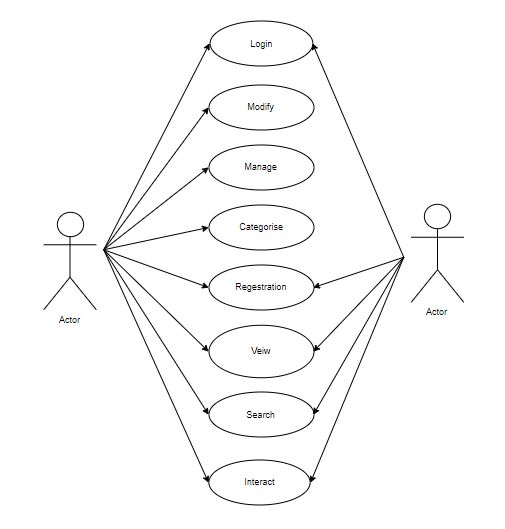 Login
Modify
Manage
Categorise
Regestration
Actor
Actor
Veiw
Search
Interact